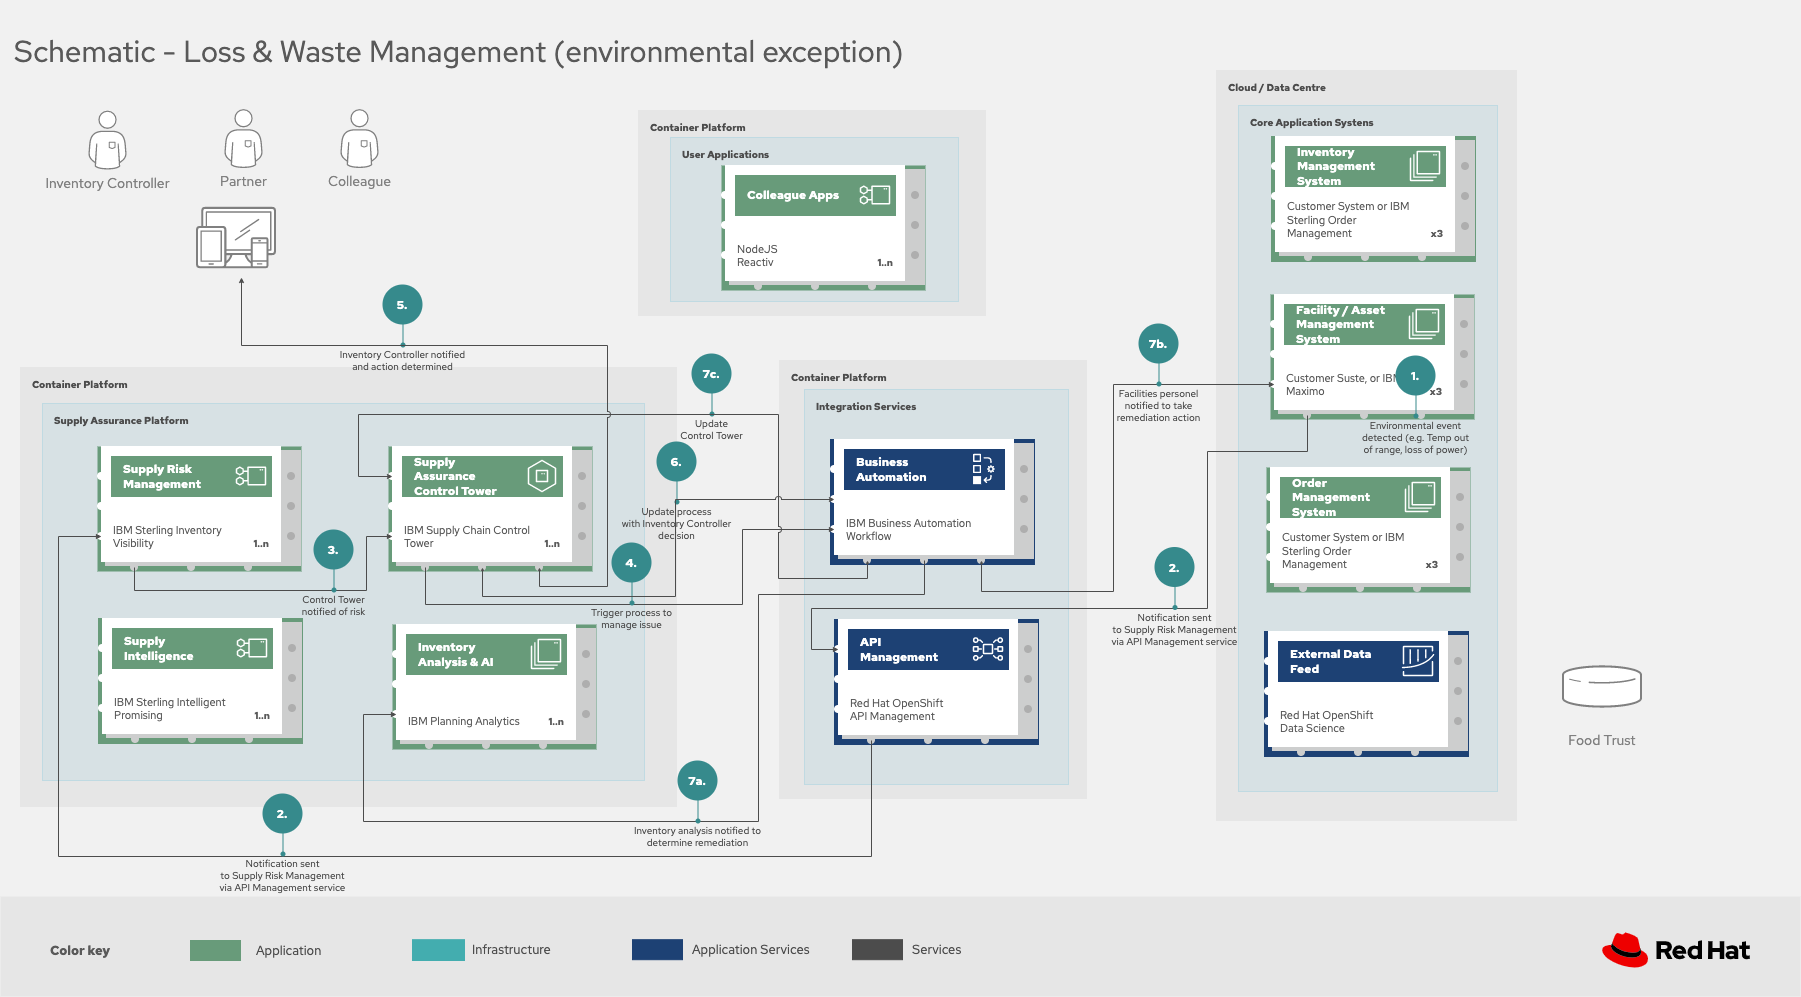 Schematic - Loss & Waste Management (environmental exception)
Inventory Controller
Partner
Colleague
5.
Inventory Controller notified
and action determined
Container Platform
User Applications
Colleague Apps
NodeJS
Reactiv
1..n
Container Platform
Supply Assurance Platform
Supply Risk
Management
IBM Sterling Inventory
Visibility
1..n
Supply
Assurance
Control Tower
IBM Supply Chain Control
Tower
1..n
3.
Control Tower
notified of risk
Supply
Intelligence
IBM Sterling Intelligent
Promising
1..n
Inventory
Analysis & AI
IBM Planning Analytics
1..n
7c.
Update
Control Tower
6.
Update process
with Inventory Controller
decision
4.
Trigger process to
manage issue
7a.
Inventory analysis notified to
determine remediation
2.
Notification sent
to Supply Risk Management
via API Management service
Container Platform
Integration Services
Business
Automation
IBM Business Automation
Workflow
API
Management
Red Hat OpenShift
API Management
7b.
Facilities personel
notified to take
remediation action
2.
Notification sent
to Supply Risk Management
via API Management service
Cloud / Data Centre
Core Application Systens
Inventory
Management
System
Customer System or IBM
Sterling Order
Management
x3
Facility / Asset
Management
System
Customer Suste, or IBM
Maximo
x3
1.
Environmental event
detected (e.g. Temp out
of range, loss of power)
Order
Management
System
Customer System or IBM
Sterling Order
Management
x3
External Data
Feed
Red Hat OpenShift
Data Science
Food Trust
Color key
Application
Infrastructure
Application Services
Services
Red Hat